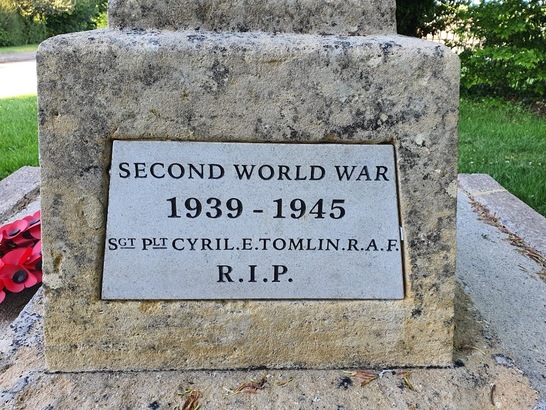 SECOND WORLD WAR
1939 - 1945
SGT PLT CYRIL.E.TOMLIN.R.A.F.
R.I.P.